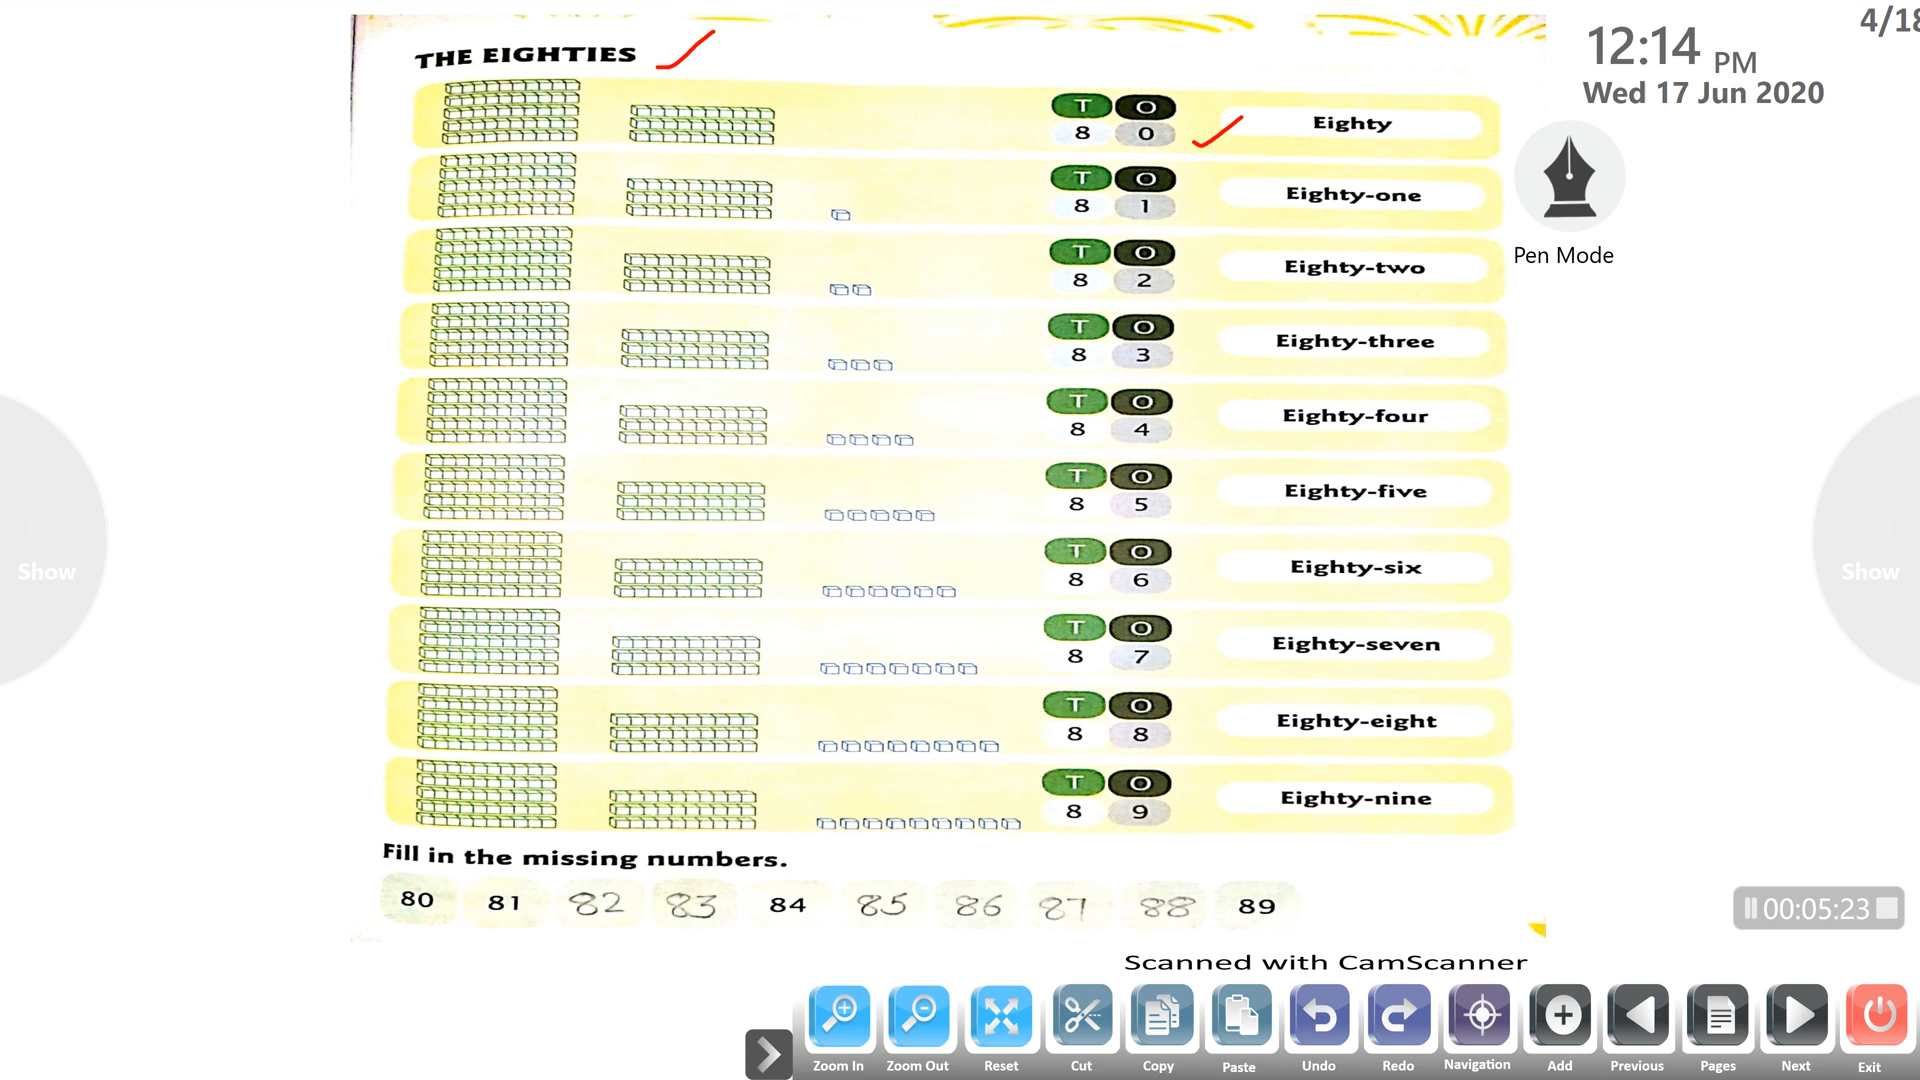 4/18
12:14 PM
Wed 17 Jun 2020
Pen Mode
THE EIGHTIES
T O
8 0
Eighty
T O
8 1
Eighty-one
T O
8 2
Eighty-two
T O
8 3
Eighty-three
T O
8 4
Eighty-four
T O
8 5
Eighty-five
T O
8 6
Eighty-six
T O
8 7
Eighty-seven
T O
8 8
Eighty-eight
T O
8 9
Eighty-nine
Show
Show
Fill in the missing numbers.
80 81 82 83 84 85 86 87 88 89
00:05:23
Scanned with CamScanner
Zoom In Zoom Out Reset Cut Copy Paste Undo Redo Navigation Add Previous Pages Next Exit